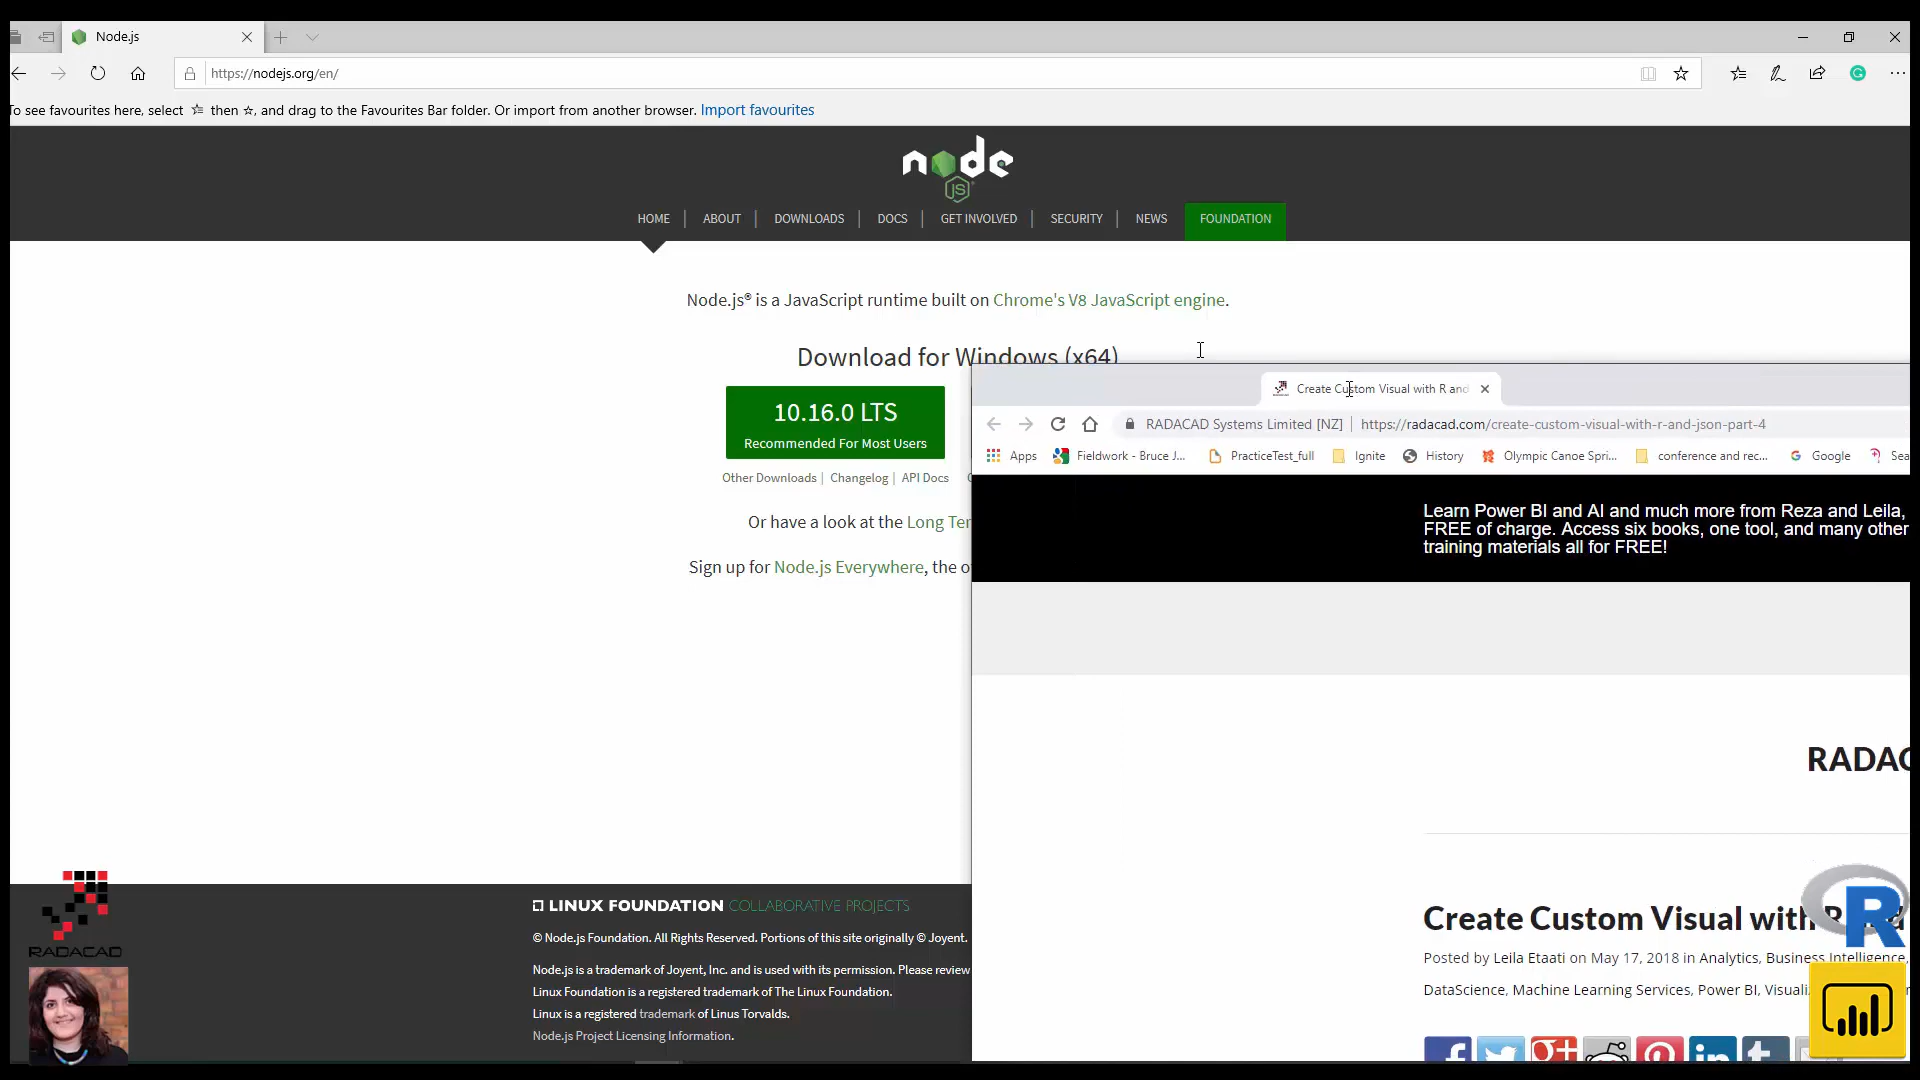 Node.js
https://nodejs.org/en/
To see favourites here, select then , and drag to the Favourites Bar folder. Or import from another browser. Import favourites
node
JS
HOME
ABOUT
DOWNLOADS
DOCS
GET INVOLVED
SECURITY
NEWS
FOUNDATION
Node.js® is a JavaScript runtime built on Chrome's V8 JavaScript engine.
Download for Windows (x64)
10.16.0 LTS
Recommended For Most Users
Other Downloads | Changelog | API Docs
Or have a look at the Long Ter
Sign up for Node.js Everywhere, the o
LINUX FOUNDATION COLLABORATIVE PROJECTS
© Node.js Foundation. All Rights Reserved. Portions of this site originally © Joyent.
Node.js is a trademark of Joyent, Inc. and is used with its permission. Please review
Linux Foundation is a registered trademark of The Linux Foundation.
Linux is a registered trademark of Linus Torvalds.
Node.js Project Licensing Information.
RADACAD
Create Custom Visual with R and
RADACAD Systems Limited [NZ] | https://radacad.com/create-custom-visual-with-r-and-json-part-4
Apps
Fieldwork - Bruce J...
PracticeTest_full
Ignite
History
Olympic Canoe Spri...
conference and rec...
Google
Sea
Learn Power BI and AI and much more from Reza and Leila,
FREE of charge. Access six books, one tool, and many other
training materials all for FREE!
RADAC
Create Custom Visual with R
Posted by Leila Etaati on May 17, 2018 in Analytics, Business Intelligence,
DataScience, Machine Learning Services, Power BI, Visuali
R